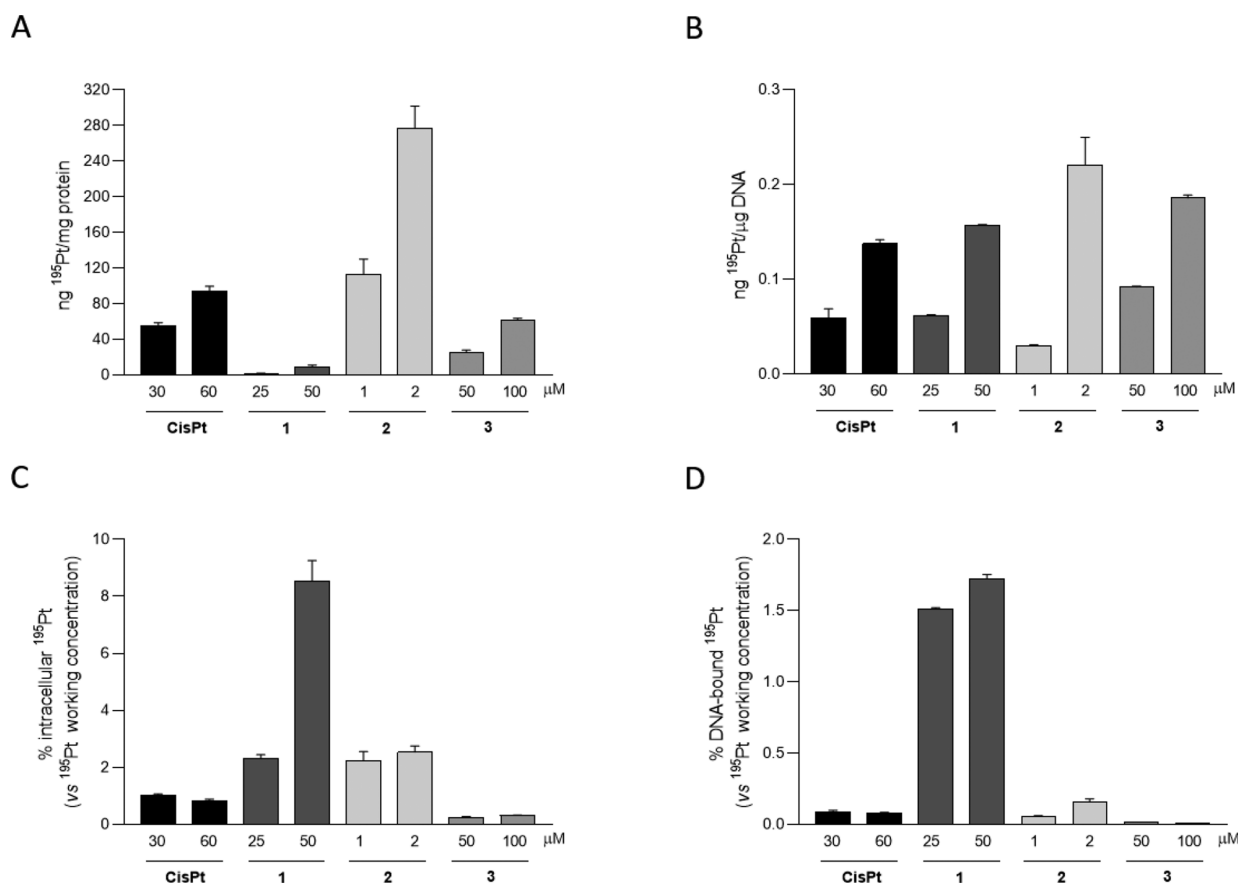 A
ng ¹⁹⁵Pt/mg protein
320
280
240
200
160
120
80
40
0
30 60 25 50 1 2 50 100 μM
CisPt 1 2 3
B
ng ¹⁹⁵Pt/μg DNA
0.3
0.2
0.1
0.0
30 60 25 50 1 2 50 100 μM
CisPt 1 2 3
C
% intracellular ¹⁹⁵Pt
(vs ¹⁹⁵Pt working concentration)
10
8
6
4
2
0
30 60 25 50 1 2 50 100 μM
CisPt 1 2 3
D
% DNA-bound ¹⁹⁵Pt
(vs ¹⁹⁵Pt working concentration)
2.0
1.5
1.0
0.5
0.0
30 60 25 50 1 2 50 100 μM
CisPt 1 2 3